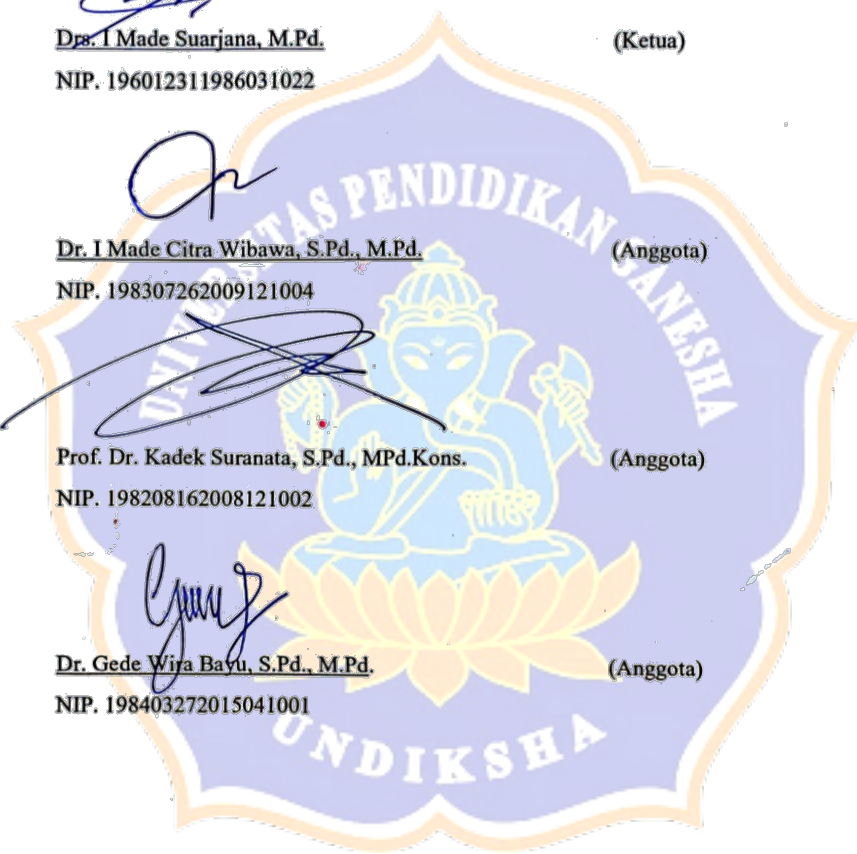 Drs. I Made Suarjana, M.Pd. (Ketua)
NIP. 196012311986031022
Dr. I Made Citra Wibawa, S.Pd., M.Pd. (Anggota)
NIP. 198307262009121004
Prof. Dr. Kadek Suranata, S.Pd., MPd.Kons. (Anggota)
NIP. 198208162008121002
Dr. Gede Wira Bayu, S.Pd., M.Pd. (Anggota)
NIP. 198403272015041001
UNIVERSITAS PENDIDIKAN GANESHA
UNDIKSHA